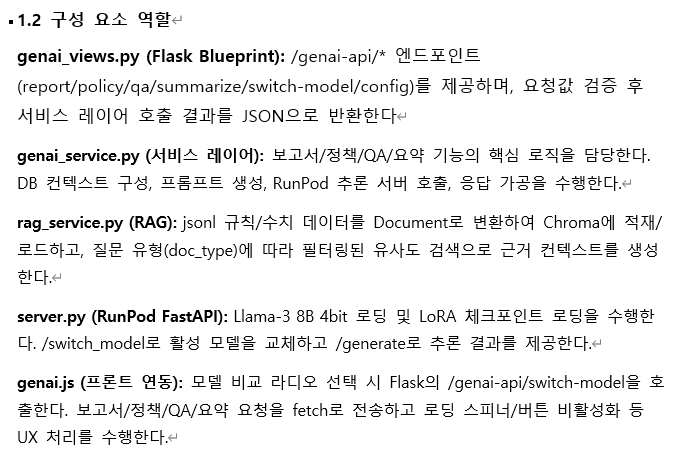 ▪ 1.2 구성 요소 역할↵
genai_views.py (Flask Blueprint): /genai-api/* 엔드포인트
(report/policy/qa/summarize/switch-model/config)를 제공하며, 요청값 검증 후
서비스 레이어 호출 결과를 JSON으로 반환한다↵
genai_service.py (서비스 레이어): 보고서/정책/QA/요약 기능의 핵심 로직을 담당한다.
DB 컨텍스트 구성, 프롬프트 생성, RunPod 추론 서버 호출, 응답 가공을 수행한다.↵
rag_service.py (RAG): jsonl 규칙/수치 데이터를 Document로 변환하여 Chroma에 적재/
로드하고, 질문 유형(doc_type)에 따라 필터링된 유사도 검색으로 근거 컨텍스트를 생성
한다.↵
server.py (RunPod FastAPI): Llama-3 8B 4bit 로딩 및 LoRA 체크포인트 로딩을 수행한
다. /switch_model로 활성 모델을 교체하고 /generate로 추론 결과를 제공한다.↵
genai.js (프론트 연동): 모델 비교 라디오 선택 시 Flask의 /genai-api/switch-model을 호
출한다. 보고서/정책/QA/요약 요청을 fetch로 전송하고 로딩 스피너/버튼 비활성화 등
UX 처리를 수행한다.↵